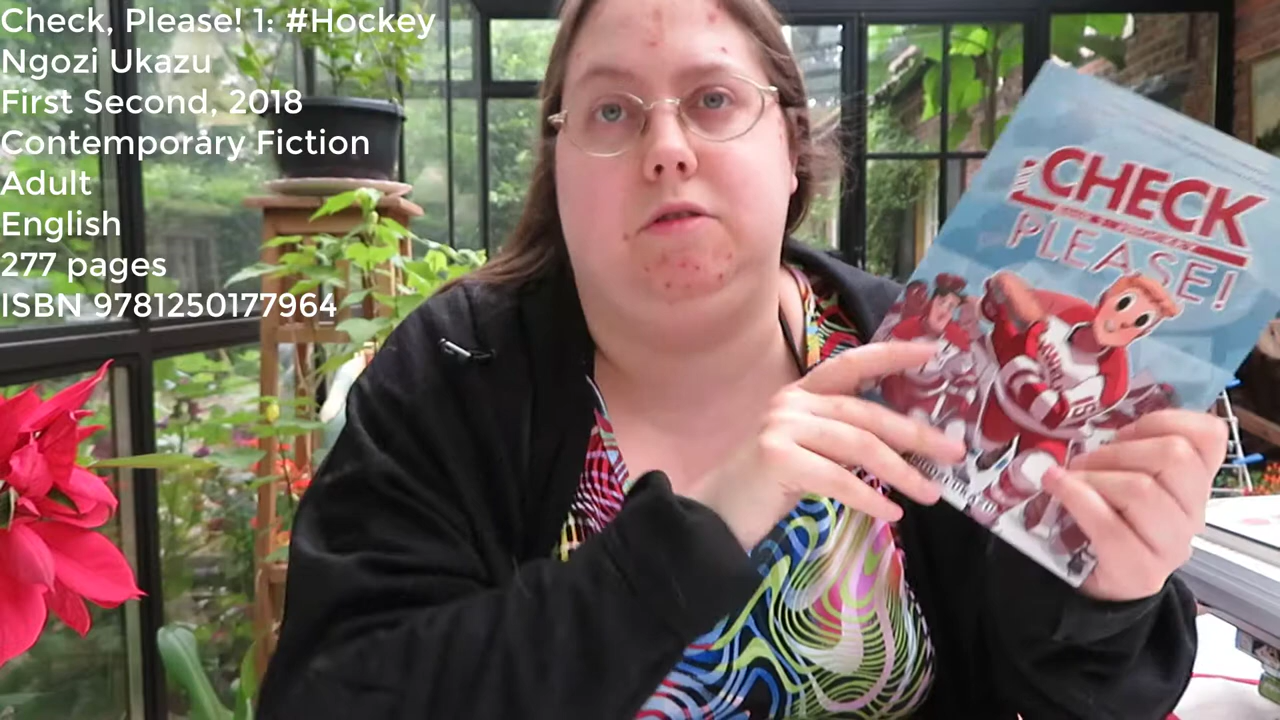 Check, Please! 1: #Hockey
Ngozi Ukazu
First Second, 2018
Contemporary Fiction
Adult
English
277 pages
ISBN 9781250177964
CHECK
PLEASE!